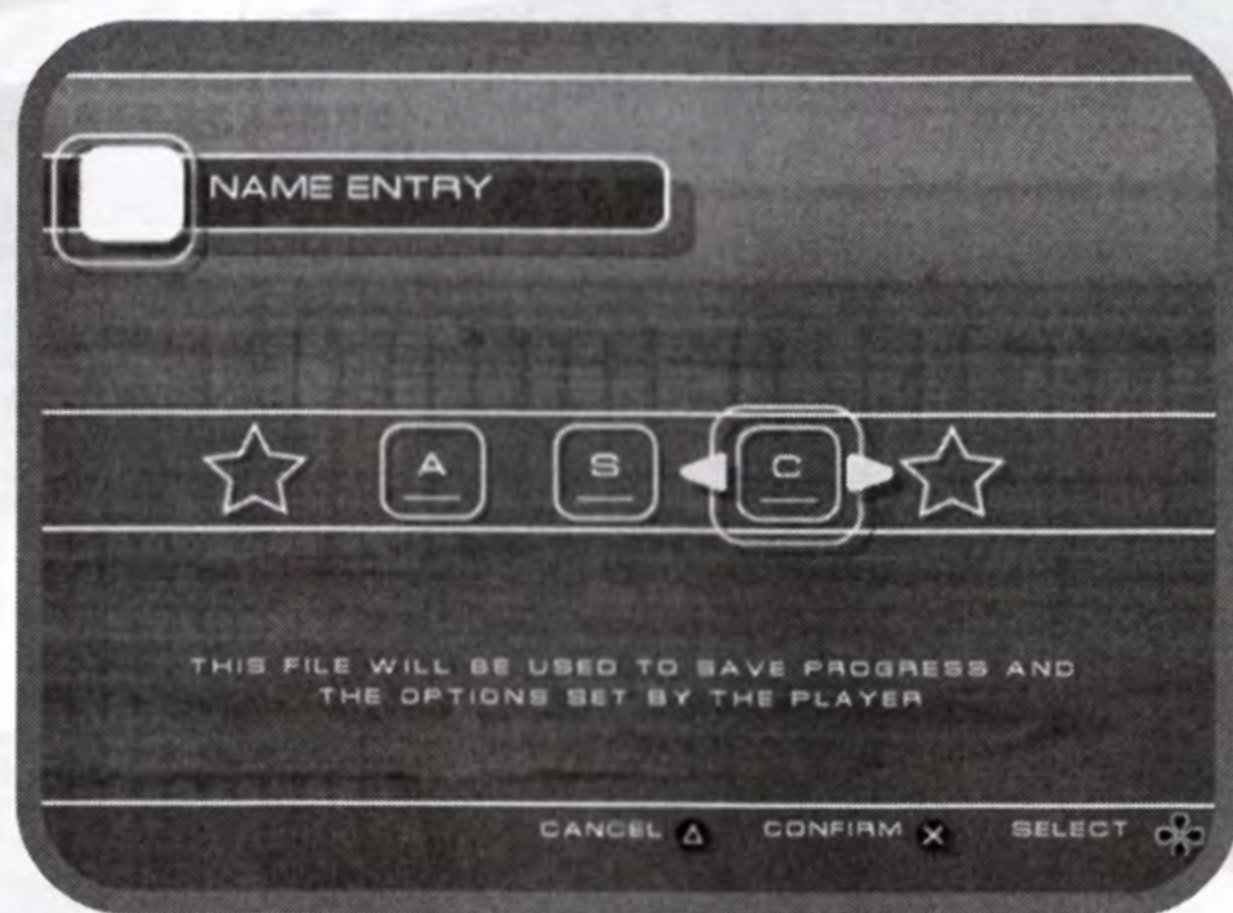 NAME ENTRY
A S C
THIS FILE WILL BE USED TO SAVE PROGRESS AND
THE OPTIONS SET BY THE PLAYER
CANCEL CONFIRM SELECT